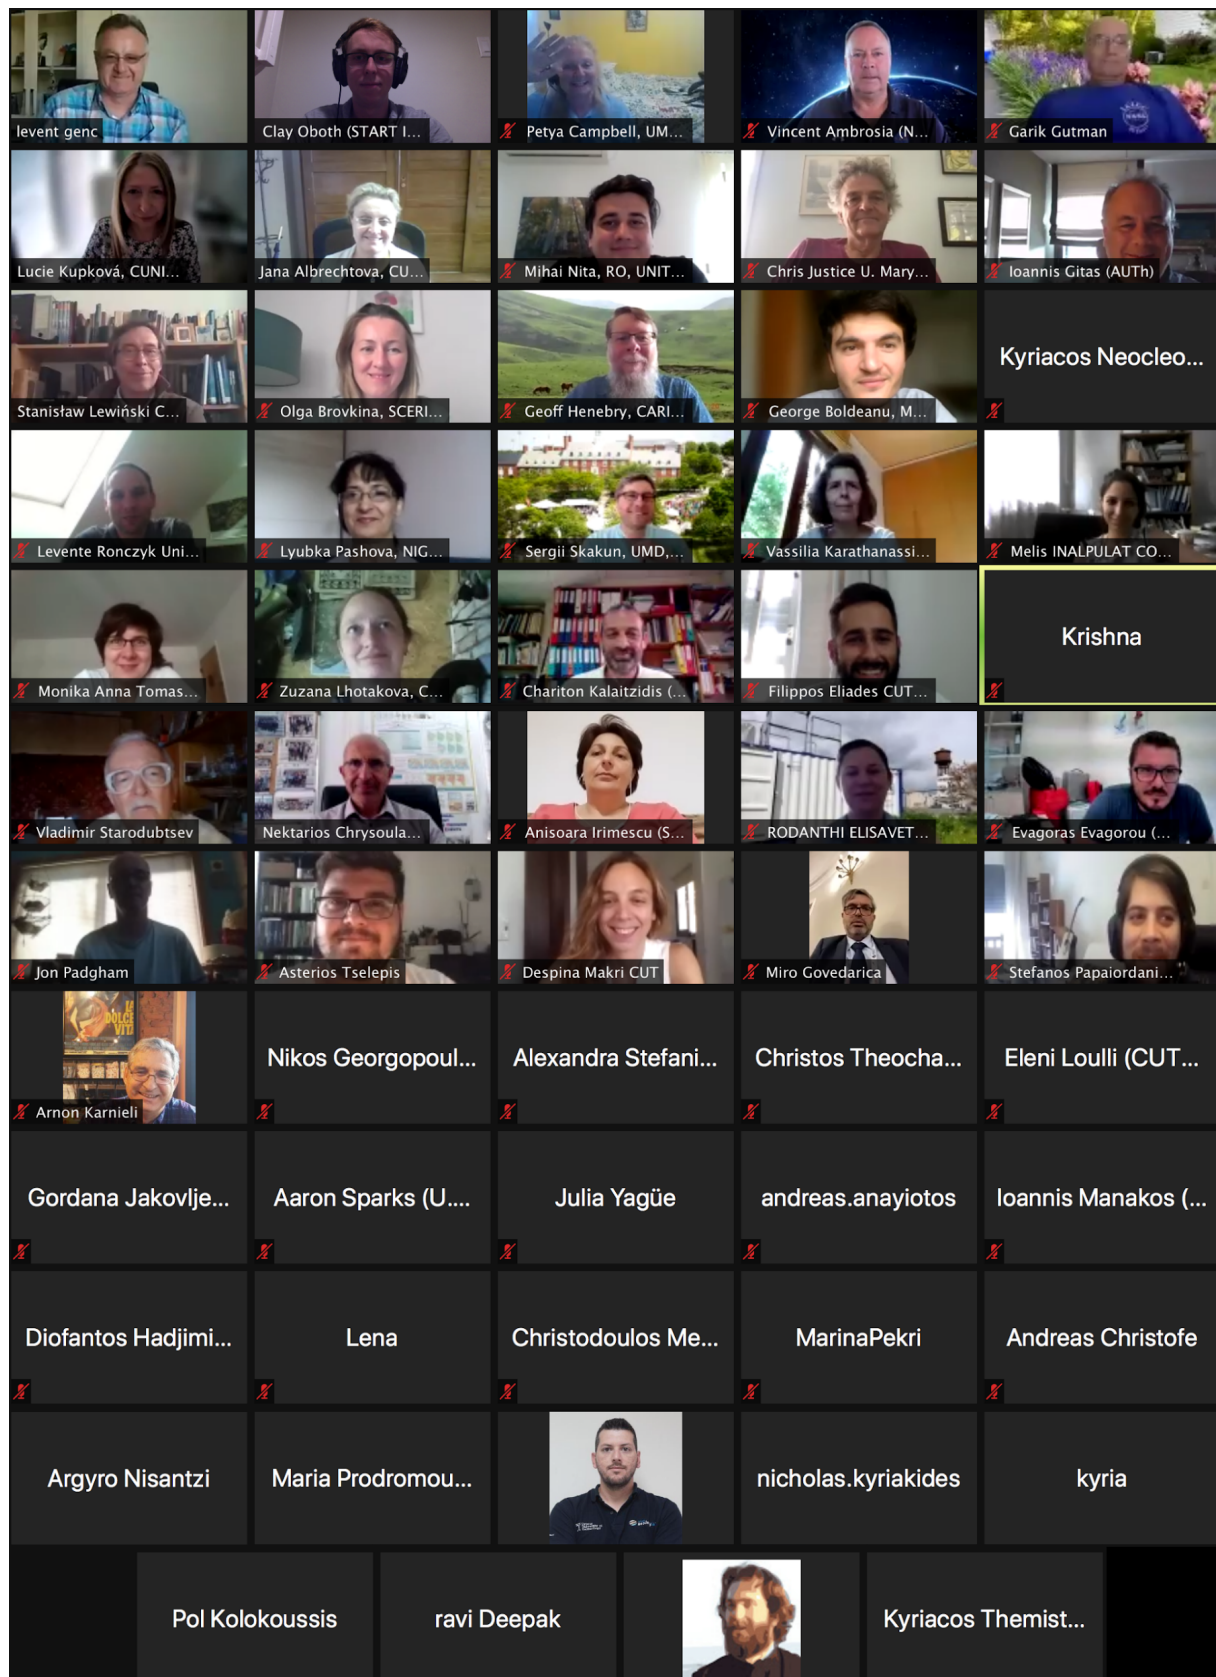 levent genc
Clay Oboth (START I...
Petya Campbell, UM...
Vincent Ambrosia (N...
Garik Gutman
Lucie Kupková, CUNI...
Jana Albrechtova, CU...
Mihai Nita, RO, UNIT...
Chris Justice U. Mary...
Ioannis Gitas (AUTh)
Stanisław Lewiński C...
Olga Brovkina, SCERI...
Geoff Henebry, CARI...
George Boldeanu, M...
Kyriacos Neocleo...
Levente Ronczyk Uni...
Lyubka Pashova, NIG...
Sergii Skakun, UMD,...
Vassilia Karathanassi...
Melis INALPULAT CO...
Monika Anna Tomas...
Zuzana Lhotakova, C...
Chariton Kalaitzidis (...
Filippos Eliades CUT...
Krishna
Vladimir Starodubtsev
Nektarios Chrysoula...
Anisoara Irimescu (S...
RODANTHI ELISAVET...
Evagoras Evagorou (...
Jon Padgham
Asterios Tselepis
Despina Makri CUT
Miro Govedarica
Stefanos Papaiordani...
DOLCE
VITA
Arnon Karnieli
Nikos Georgopoul...
Alexandra Stefani...
Christos Theocha...
Eleni Loulli (CUT...
Gordana Jakovlje...
Aaron Sparks (U....
Julia Yagüe
andreas.anayiotos
Ioannis Manakos (...
Diofantos Hadjimi...
Lena
Christodoulos Me...
MarinaPekri
Andreas Christofe
Argyro Nisantzi
Maria Prodromou...
nicholas.kyriakides
kyria
Pol Kolokoussis
ravi Deepak
Kyriacos Themist...